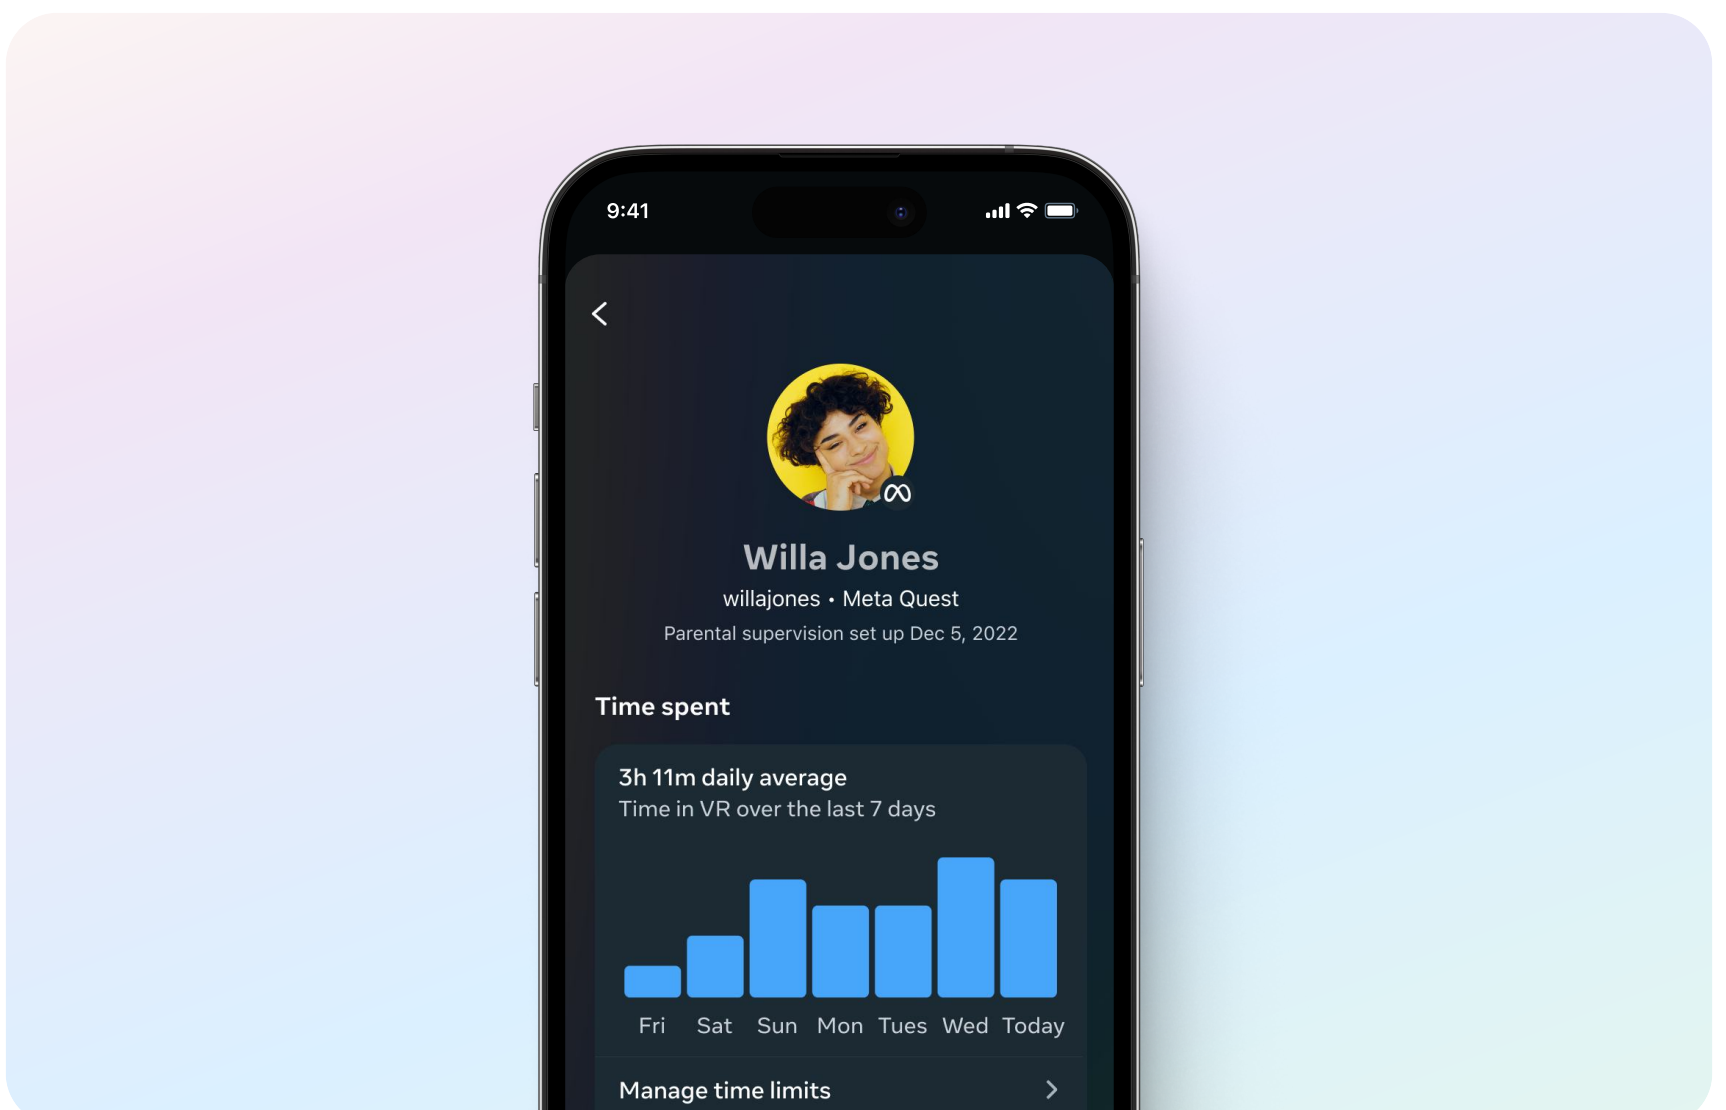 9:41
Willa Jones
willajones • Meta Quest
Parental supervision set up Dec 5, 2022
Time spent
3h 11m daily average
Time in VR over the last 7 days
Fri Sat Sun Mon Tues Wed Today
Manage time limits